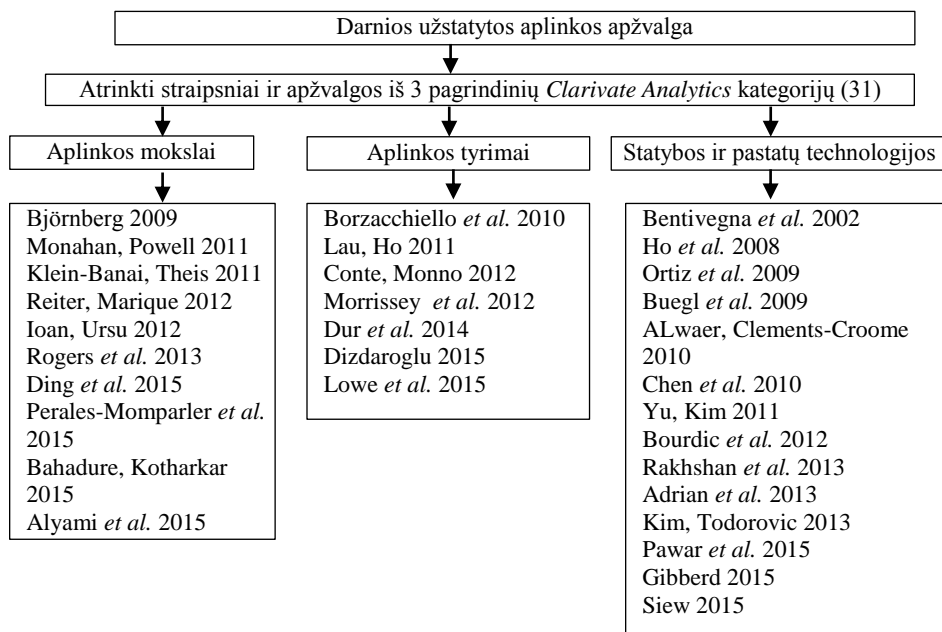 Darnios užstatytos aplinkos apžvalga
Atrinkti straipsniai ir apžvalgos iš 3 pagrindinių Clarivate Analytics kategorijų (31)
Aplinkos mokslai
Björnberg 2009
Monahan, Powell 2011
Klein-Banai, Theis 2011
Reiter, Marique 2012
Ioan, Ursu 2012
Rogers et al. 2013
Ding et al. 2015
Perales-Momparler et al.
2015
Bahadure, Kotharkar
2015
Alyami et al. 2015
Aplinkos tyrimai
Borzacchiello et al. 2010
Lau, Ho 2011
Conte, Monno 2012
Morrissey et al. 2012
Dur et al. 2014
Dizdaroglu 2015
Lowe et al. 2015
Statybos ir pastatų technologijos
Bentivegna et al. 2002
Ho et al. 2008
Ortiz et al. 2009
Buegl et al. 2009
ALwaer, Clements-Croome
2010
Chen et al. 2010
Yu, Kim 2011
Bourdic et al. 2012
Rakhshan et al. 2013
Adrian et al. 2013
Kim, Todorovic 2013
Pawar et al. 2015
Gibberd 2015
Siew 2015